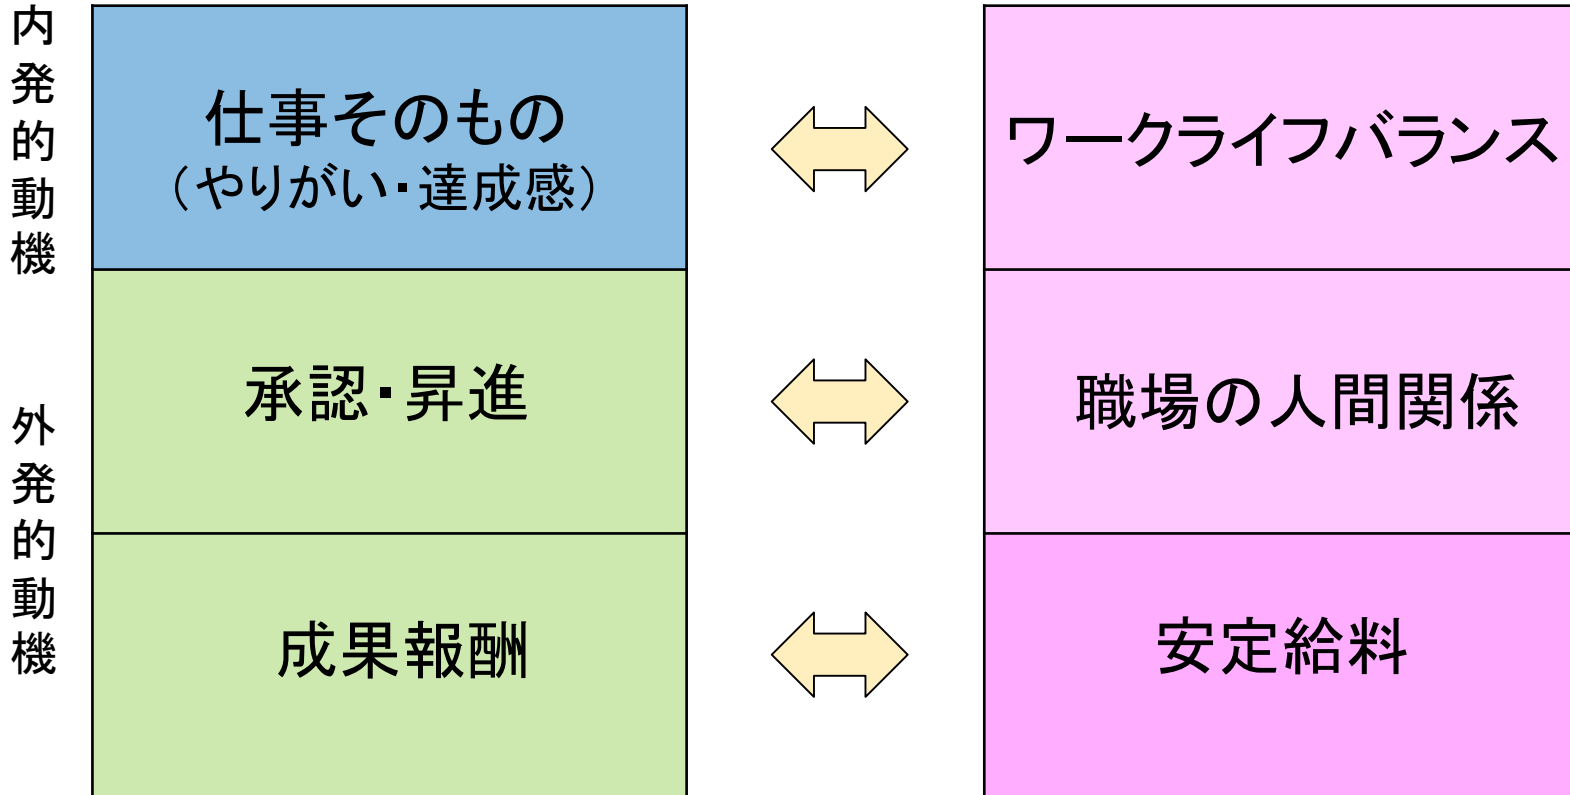 内発的動機
仕事そのもの
（やりがい・達成感）
ワークライフバランス
外発的動機
承認・昇進
職場の人間関係
成果報酬
安定給料